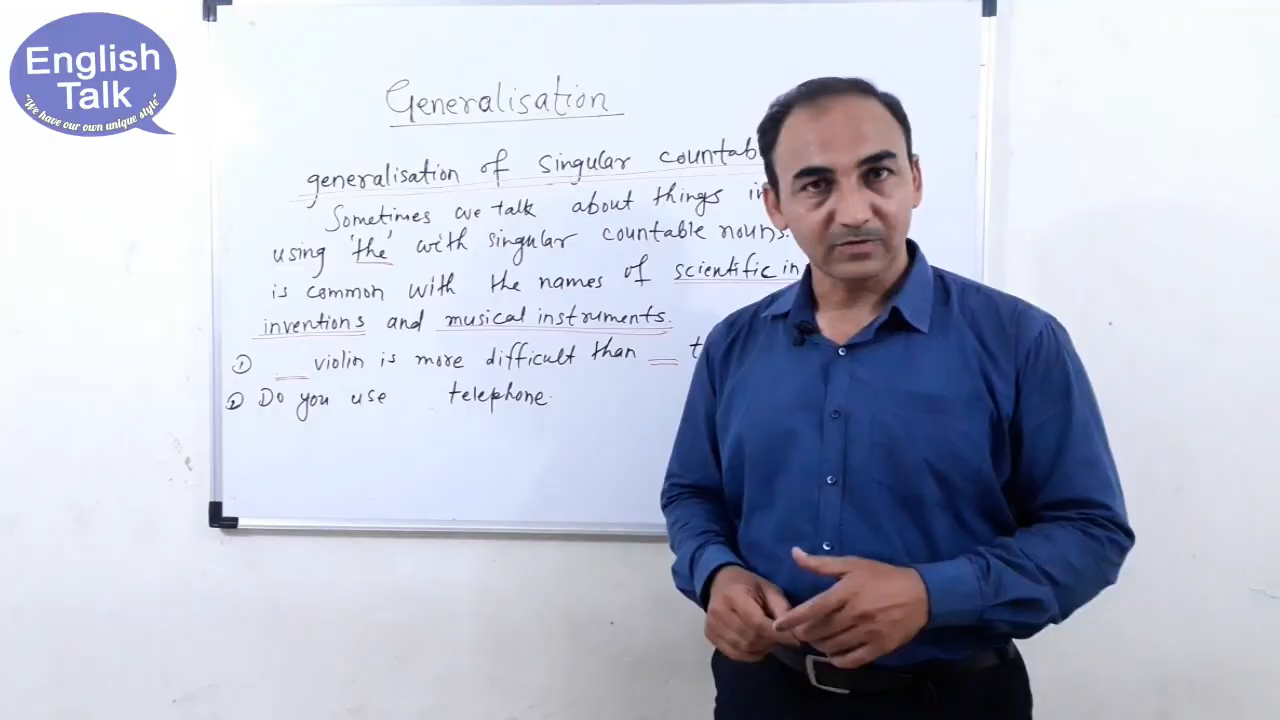 English
Talk
"We have our own unique style"
Generalisation
generalisation of singular countab
Sometimes we talk about things in
using 'the' with singular countable nouns.
is common with the names of scientific in
inventions and musical instruments.
① __ violin is more difficult than __ t
② Do you use telephone.